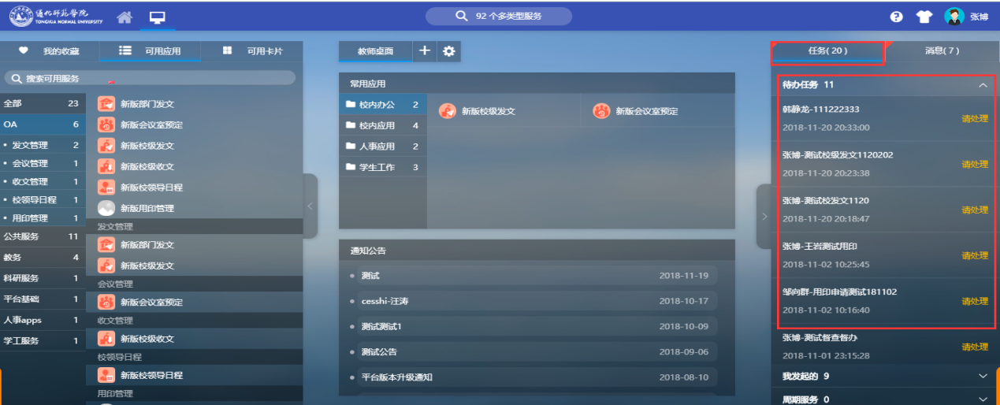 通化师范学院
TONGHUA NORMAL UNIVERSITY
92 个多类型服务
张博
我的收藏
可用应用
可用卡片
搜索可用服务
全部 23
OA 6
发文管理 2
会议管理 1
收文管理 1
校领导日程 1
用印管理 1
公共服务 11
教务 4
科研服务 1
平台基础 1
人事apps 1
学工服务 1
新版部门发文
新版会议室预定
新版校级发文
新版校级收文
新版校领导日程
新版用印管理
发文管理
新版部门发文
新版校级发文
会议管理
新版会议室预定
收文管理
新版校级收文
校领导日程
新版校领导日程
用印管理
教师桌面
常用应用
校内办公 2
校内应用 4
人事应用 2
学生工作 3
新版校级发文
新版会议室预定
通知公告
测试 2018-11-19
cesshi-汪涛 2018-10-17
测试测试1 2018-10-09
测试公告 2018-09-06
平台版本升级通知 2018-08-10
任务( 20 )
消息( 7 )
待办任务 11
韩静龙-111222333
2018-11-20 20:33:00
请处理
张博-测试校级发文1120202
2018-11-20 20:23:38
请处理
张博-测试校发文1120
2018-11-20 20:18:47
请处理
张博-王岩测试用印
2018-11-02 10:25:45
请处理
邹向群-用印申请测试181102
2018-11-02 10:16:40
请处理
张博-测试督查督办
2018-11-01 23:15:28
请处理
我发起的 9
周期服务 0